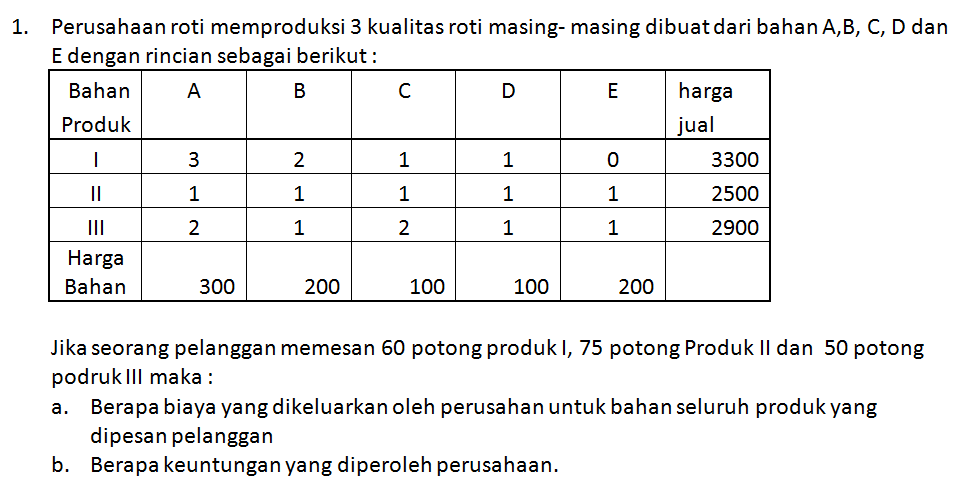 1. Perusahaan roti memproduksi 3 kualitas roti masing- masing dibuat dari bahan A,B, C, D dan
E dengan rincian sebagai berikut :
Bahan A B C D E harga
Produk jual
I 3 2 1 1 0 3300
II 1 1 1 1 1 2500
III 2 1 2 1 1 2900
Harga
Bahan 300 200 100 100 200
Jika seorang pelanggan memesan 60 potong produk I, 75 potong Produk II dan 50 potong
podruk III maka :
a. Berapa biaya yang dikeluarkan oleh perusahan untuk bahan seluruh produk yang
dipesan pelanggan
b. Berapa keuntungan yang diperoleh perusahaan.